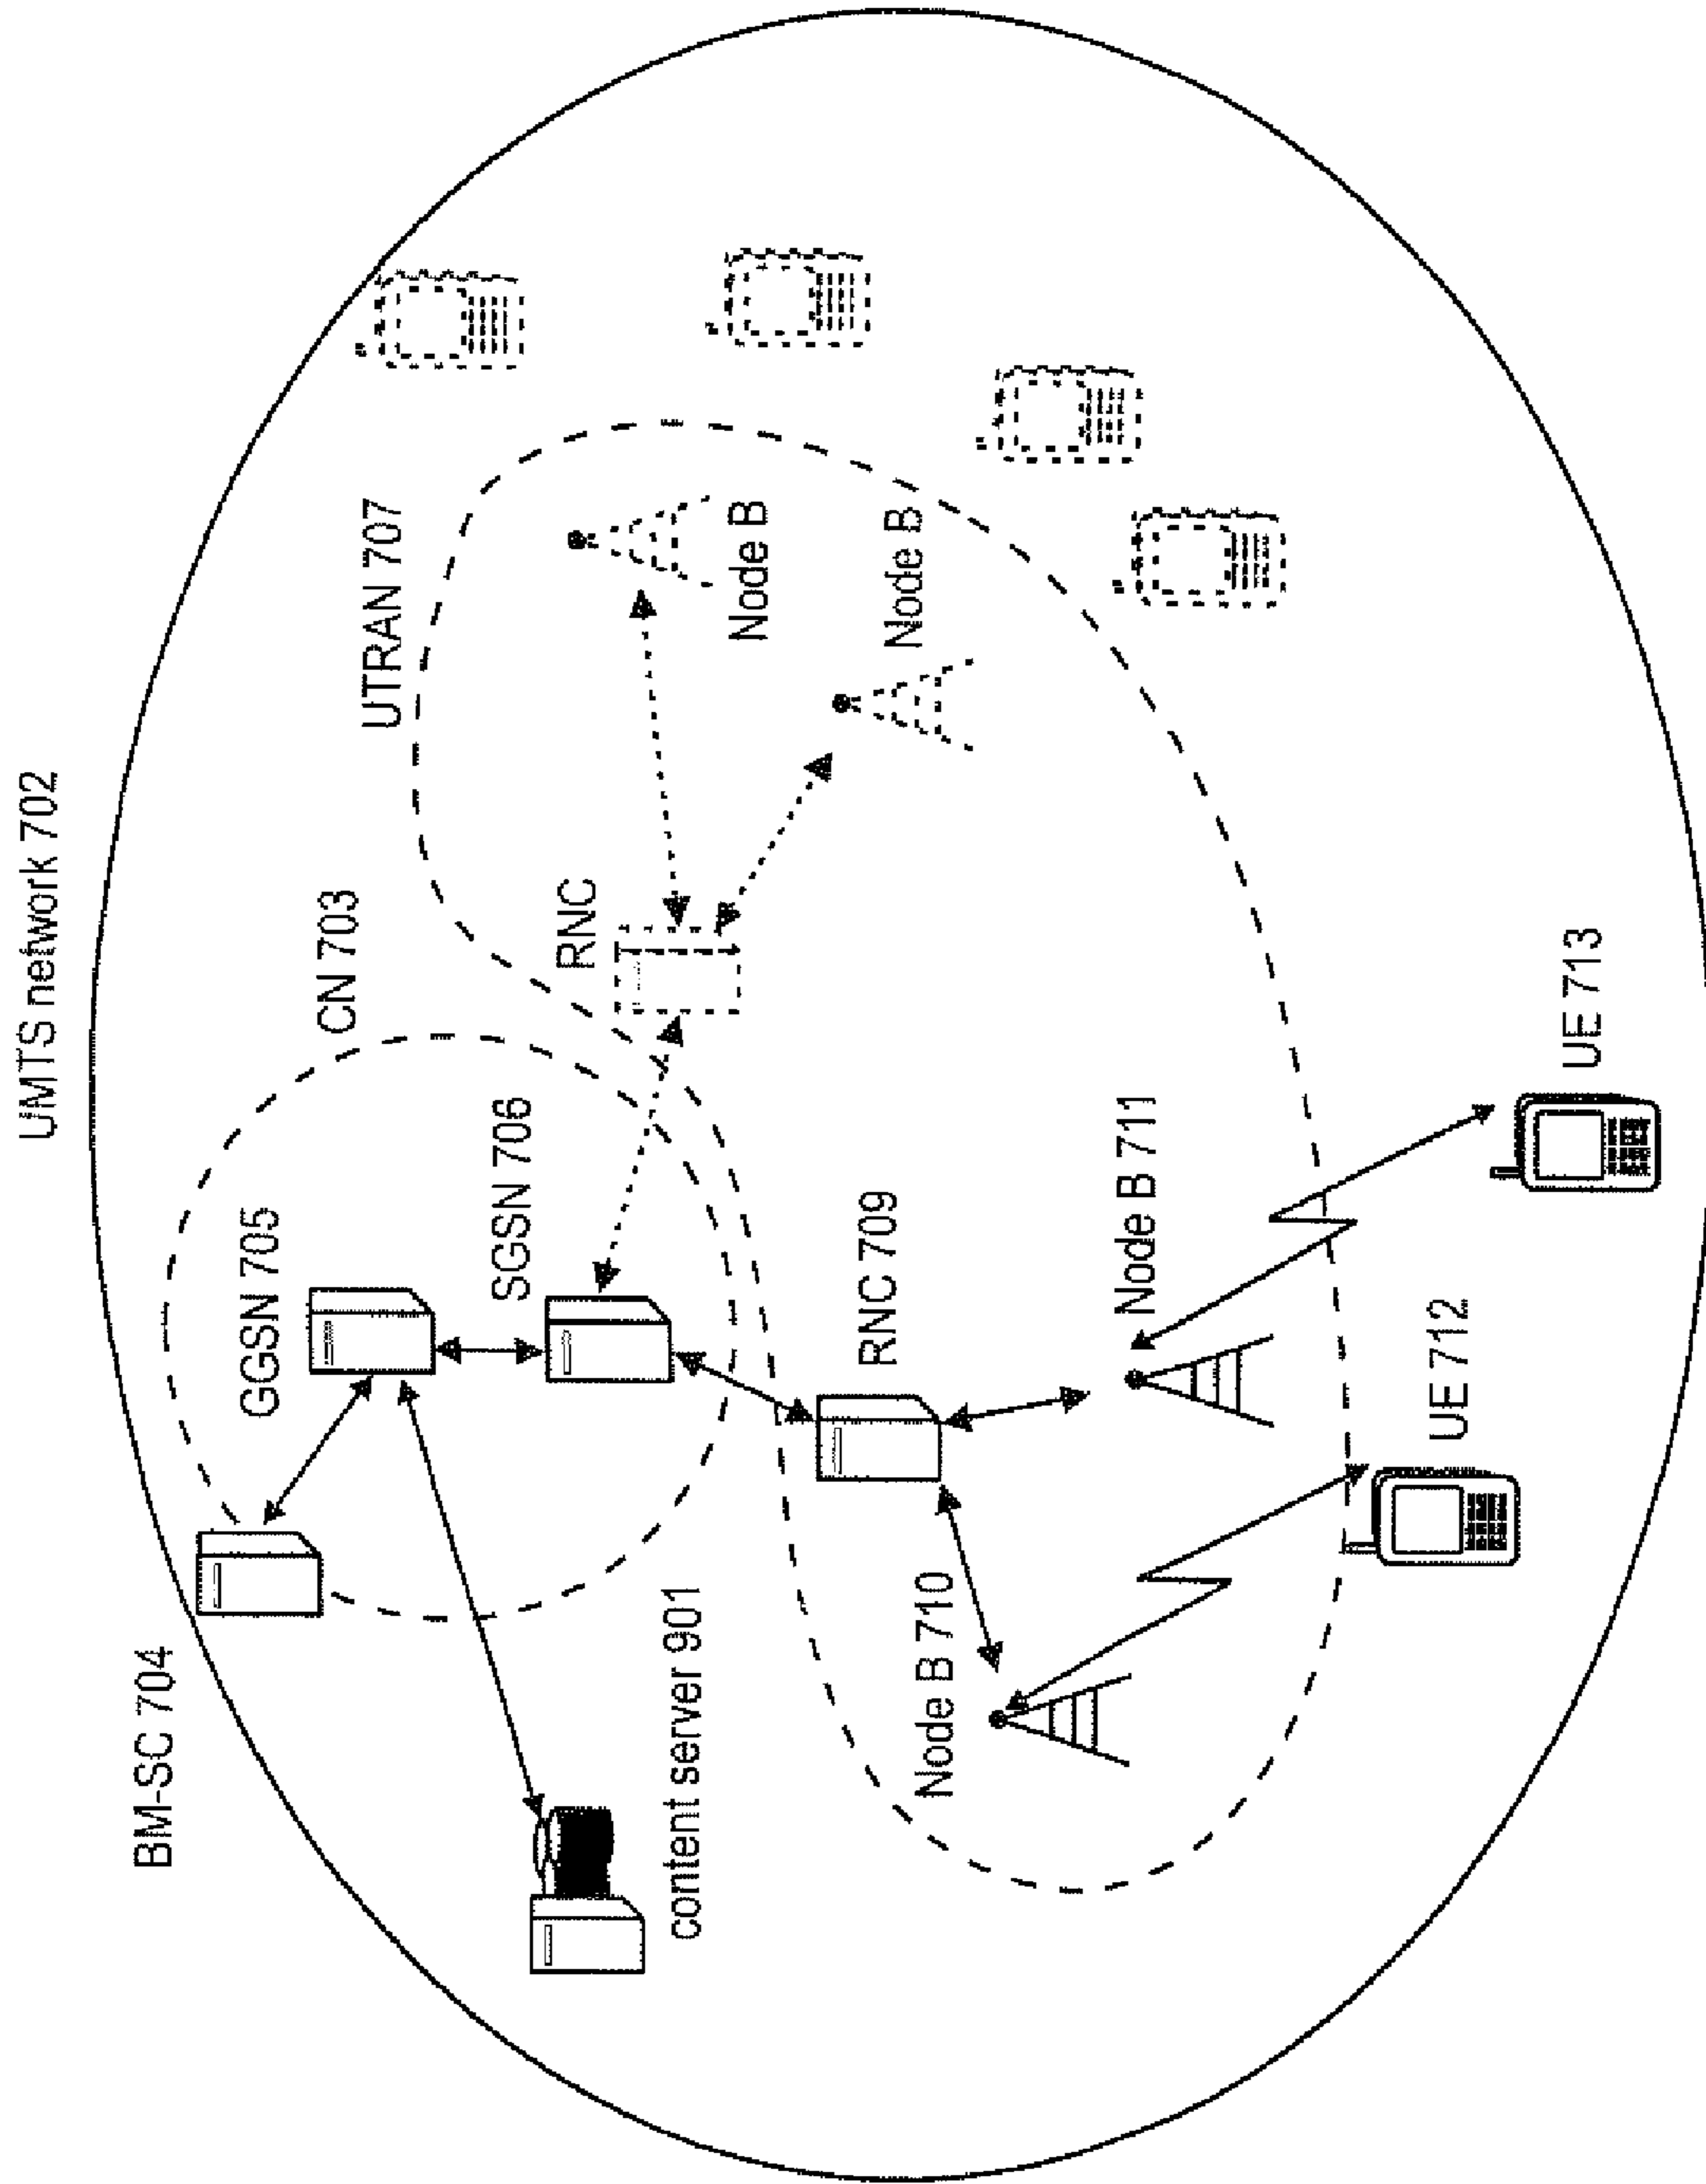 UMTS network 702
CN 703
UTRAN 707
BM-SC 704
GGSN 705
SGSN 706
RNC
Node B
Node B
content server 901
RNC 709
Node B 710
Node B 711
UE 712
UE 713